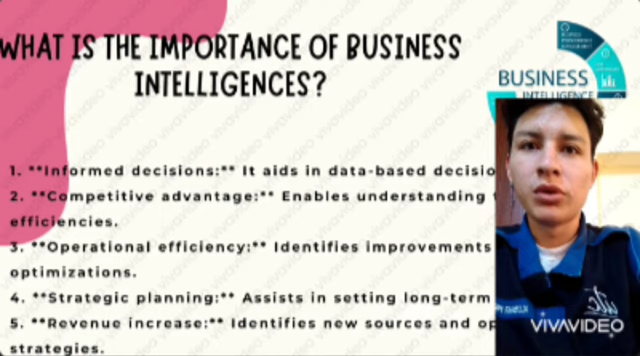 WHAT IS THE IMPORTANCE OF BUSINESS
INTELLIGENCES?
BUSINESS
INTELLIGENCE
1. **Informed decisions:** It aids in data-based decisio
2. **Competitive advantage:** Enables understanding
efficiencies.
3. **Operational efficiency:** Identifies improvements
optimizations.
4. **Strategic planning:** Assists in setting long-term
5. **Revenue increase:** Identifies new sources and op
strategies.
utc
VIVAVIDEO